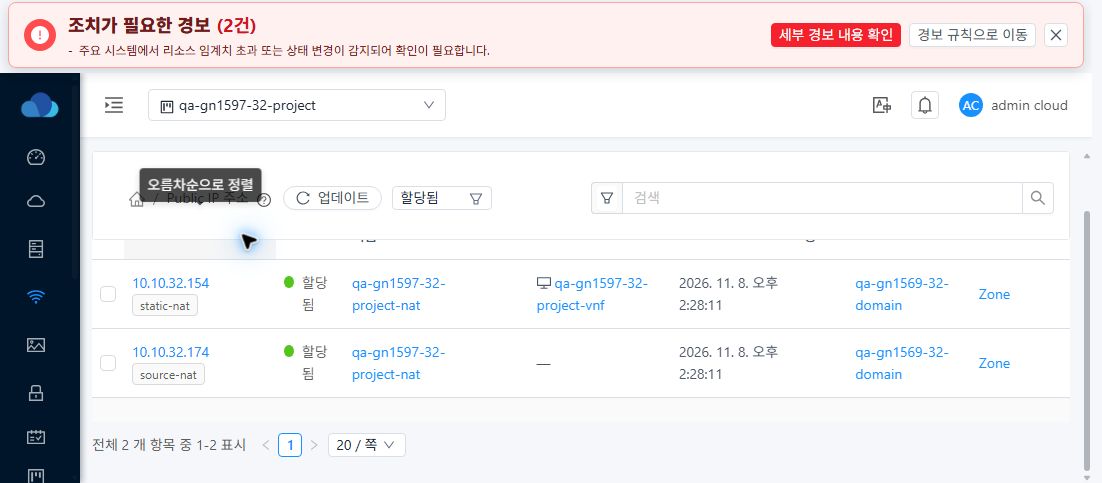 조치가 필요한 경보 (2건)
- 주요 시스템에서 리소스 임계치 초과 또는 상태 변경이 감지되어 확인이 필요합니다.
세부 경보 내용 확인
경보 규칙으로 이동
qa-gn1597-32-project
AC
admin cloud
오름차순으로 정렬
/ Public IP 주소
업데이트
할당됨
검색
10.10.32.154
static-nat
할당
됨
qa-gn1597-32-
project-nat
qa-gn1597-32-
project-vnf
2026. 11. 8. 오후
2:28:11
qa-gn1569-32-
domain
Zone
10.10.32.174
source-nat
할당
됨
qa-gn1597-32-
project-nat
—
2026. 11. 8. 오후
2:28:11
qa-gn1569-32-
domain
Zone
전체 2 개 항목 중 1-2 표시
1
20 / 쪽